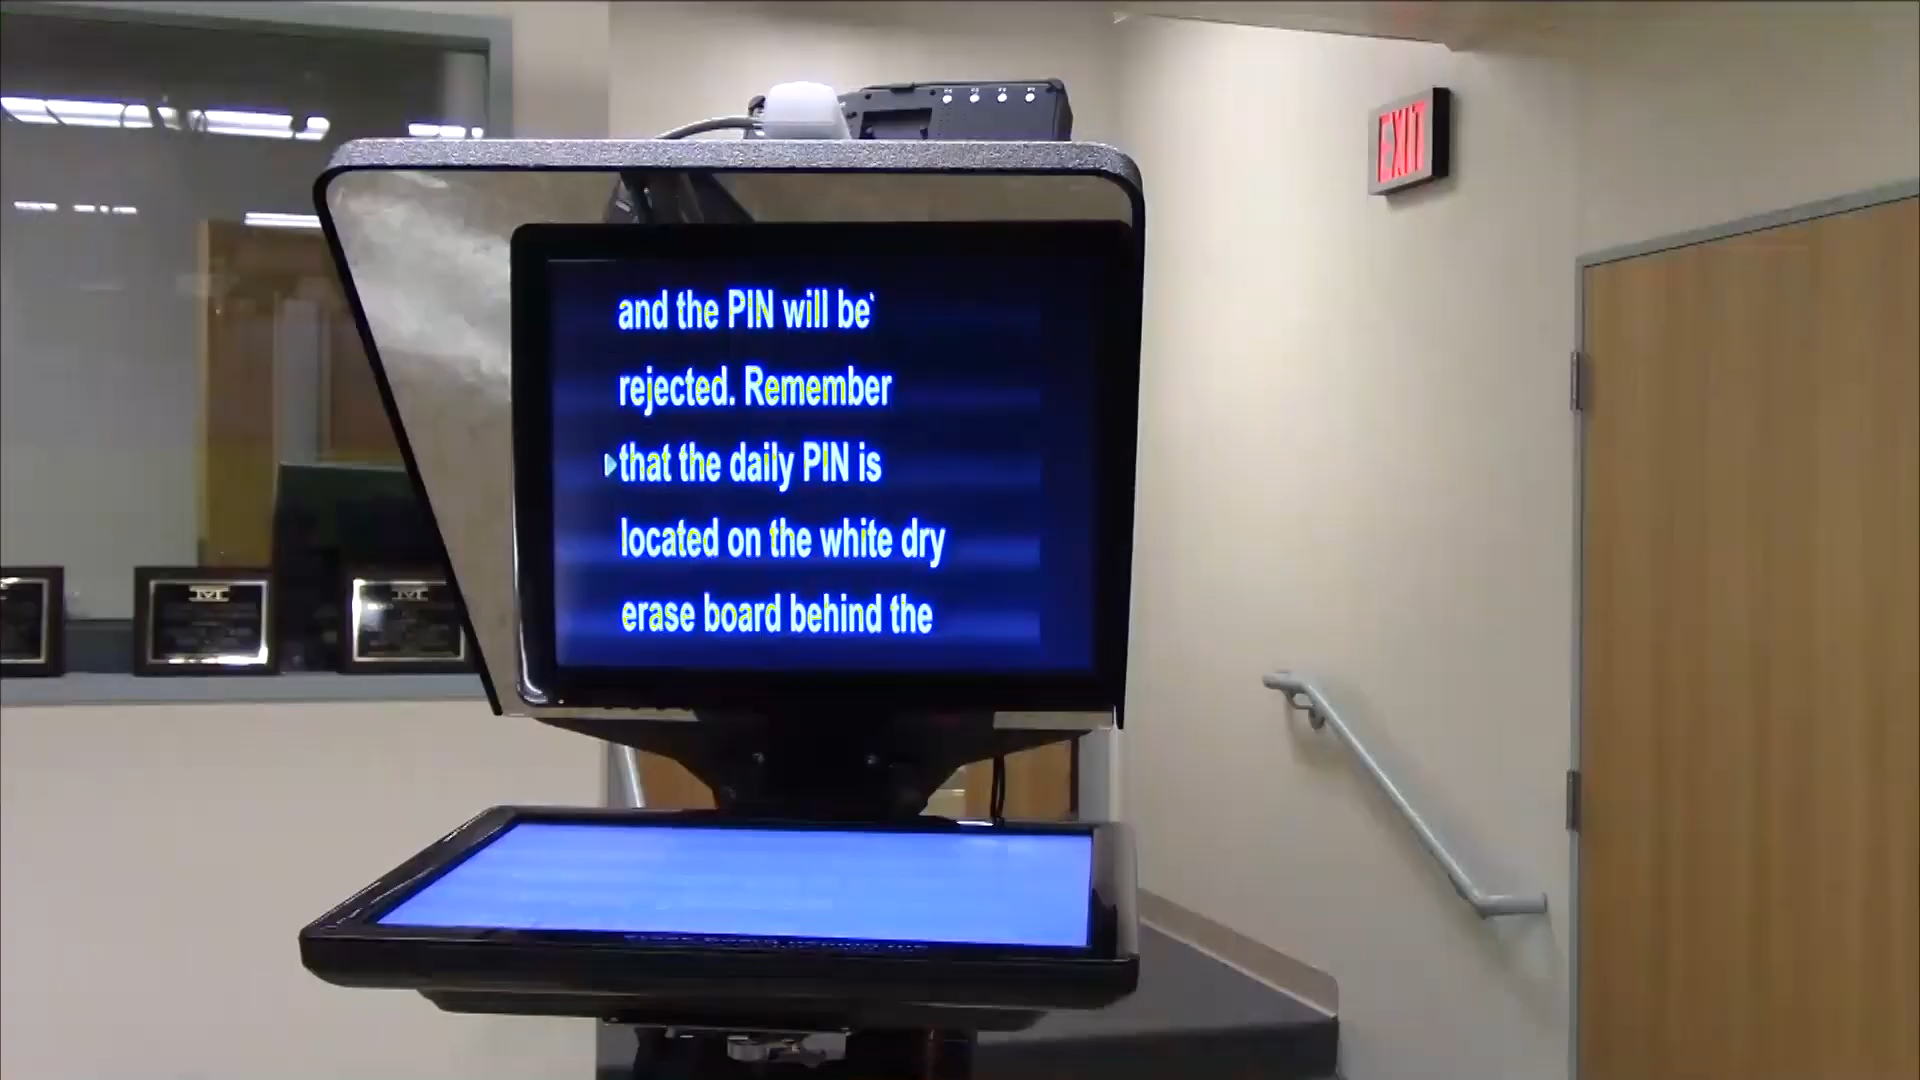 EXIT
and the PIN will be
rejected. Remember
that the daily PIN is
located on the white dry
erase board behind the